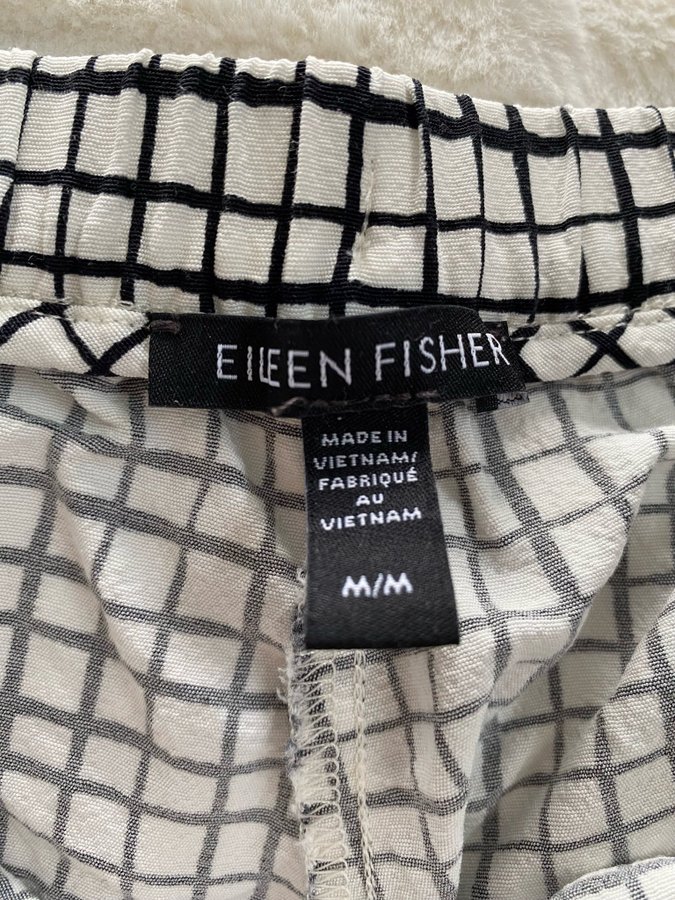 EILEEN FISHER
MADE IN
VIETNAM/
FABRIQUÉ
AU
VIETNAM
M/M